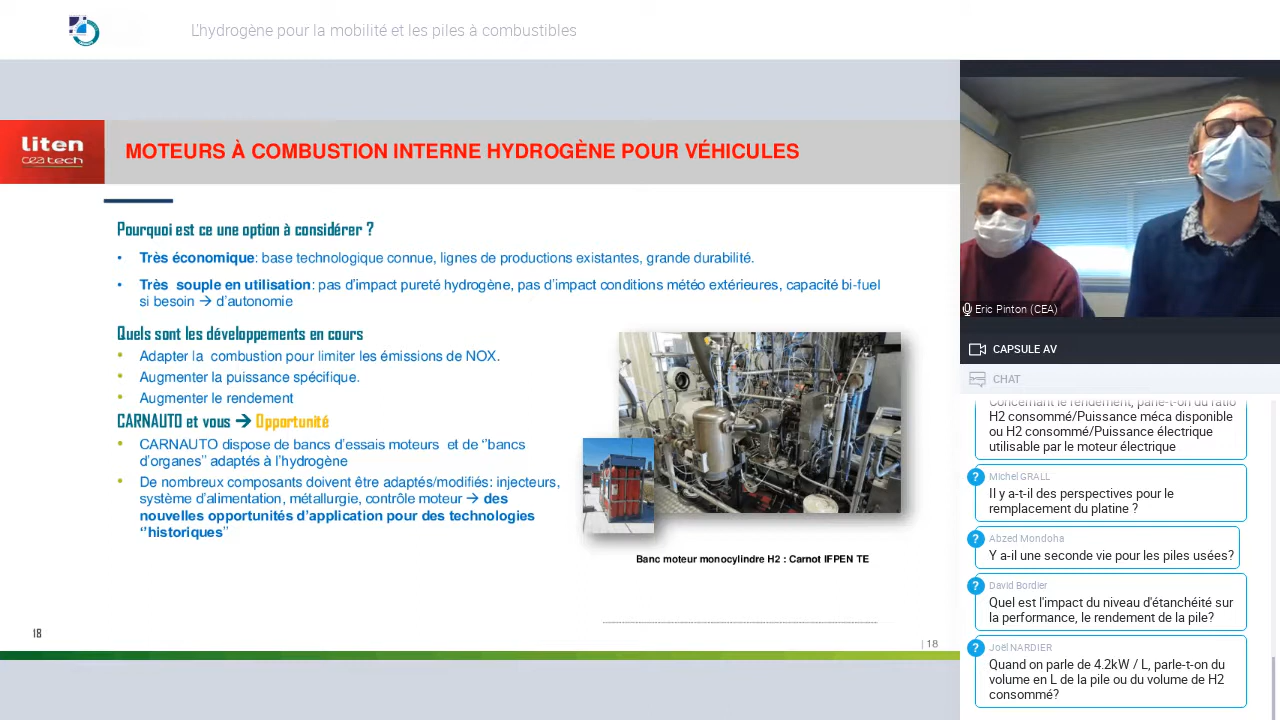 L'hydrogène pour la mobilité et les piles à combustibles
liten
cea tech
MOTEURS À COMBUSTION INTERNE HYDROGÈNE POUR VÉHICULES
Pourquoi est ce une option à considérer ?
• Très économique: base technologique connue, lignes de productions existantes, grande durabilité.
• Très souple en utilisation: pas d'impact pureté hydrogène, pas d'impact conditions météo extérieures, capacité bi-fuel
si besoin → d'autonomie
Quels sont les développements en cours
• Adapter la combustion pour limiter les émissions de NOX.
• Augmenter la puissance spécifique.
• Augmenter le rendement
CARNAUTO et vous → Opportunité
• CARNAUTO dispose de bancs d'essais moteurs et de ‘'bancs
d'organes'' adaptés à l'hydrogène
• De nombreux composants doivent être adaptés/modifiés: injecteurs,
système d'alimentation, métallurgie, contrôle moteur → des
nouvelles opportunités d'application pour des technologies
‘'historiques''
Banc moteur monocylindre H2 : Carnot IFPEN TE
18
| 18
Eric Pinton (CEA)
CAPSULE AV
CHAT
Concernant le rendement, parle-t-on du ratio
H2 consommé/Puissance méca disponible
ou H2 consommé/Puissance électrique
utilisable par le moteur électrique
?
Michel GRALL
Il y a-t-il des perspectives pour le
remplacement du platine ?
Abzed Mondoha
Y a-il une seconde vie pour les piles usées?
?
David Bordier
Quel est l'impact du niveau d'étanchéité sur
la performance, le rendement de la pile?
?
Joël NARDIER
Quand on parle de 4.2kW / L, parle-t-on du
volume en L de la pile ou du volume de H2
consommé?
?